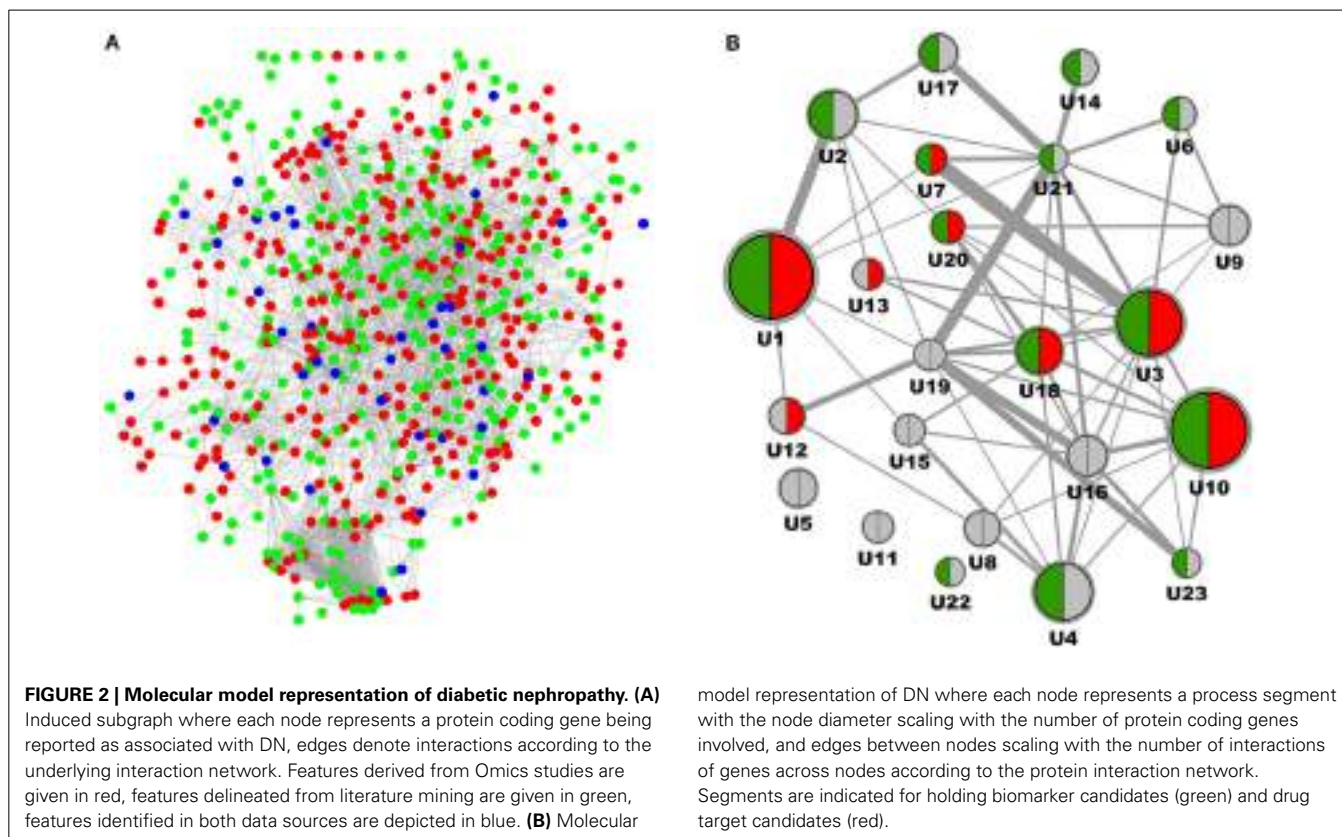 A
B
U17
U14
U6
U2
U7
U21
U20
U9
U13
U1
U3
U19
U18
U12
U15
U16
U10
U5
U11
U8
U22
U23
U4
FIGURE 2 | Molecular model representation of diabetic nephropathy. (A)
Induced subgraph where each node represents a protein coding gene being
reported as associated with DN, edges denote interactions according to the
underlying interaction network. Features derived from Omics studies are
given in red, features delineated from literature mining are given in green,
features identified in both data sources are depicted in blue. (B) Molecular
model representation of DN where each node represents a process segment
with the node diameter scaling with the number of protein coding genes
involved, and edges between nodes scaling with the number of interactions
of genes across nodes according to the protein interaction network.
Segments are indicated for holding biomarker candidates (green) and drug
target candidates (red).